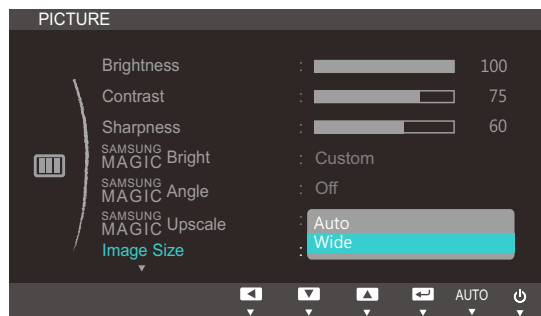 PICTURE
Brightness : 100
Contrast : 75
Sharpness : 60
SAMSUNG MAGIC Bright : Custom
SAMSUNG MAGIC Angle : Off
SAMSUNG MAGIC Upscale : Auto
Image Size : Wide
AUTO